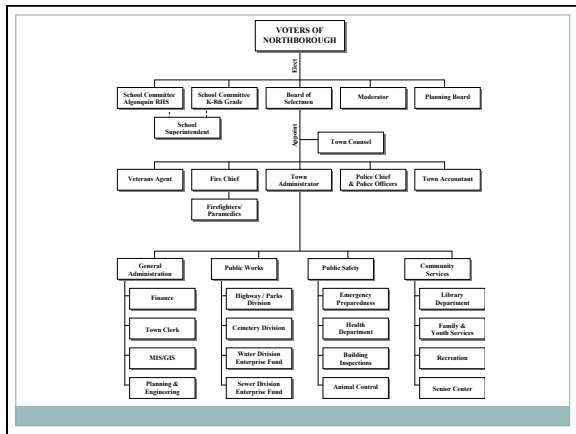 VOTERS OF
NORTHBOROUGH
Elect
School Committee
Algonquin RHS
School Committee
K-8th Grade
Board of
Selectmen
Moderator
Planning Board
School
Superintendent
Appoint
Town Counsel
Veterans Agent
Fire Chief
Town
Administrator
Police Chief
& Police Officers
Town Accountant
Firefighters/
Paramedics
General
Administration
Public Works
Public Safety
Community
Services
Finance
Highway / Parks
Division
Emergency
Preparedness
Library
Department
Town Clerk
Cemetery Division
Health
Department
Family &
Youth Services
MIS/GIS
Water Division
Enterprise Fund
Building
Inspections
Recreation
Planning &
Engineering
Sewer Division
Enterprise Fund
Animal Control
Senior Center